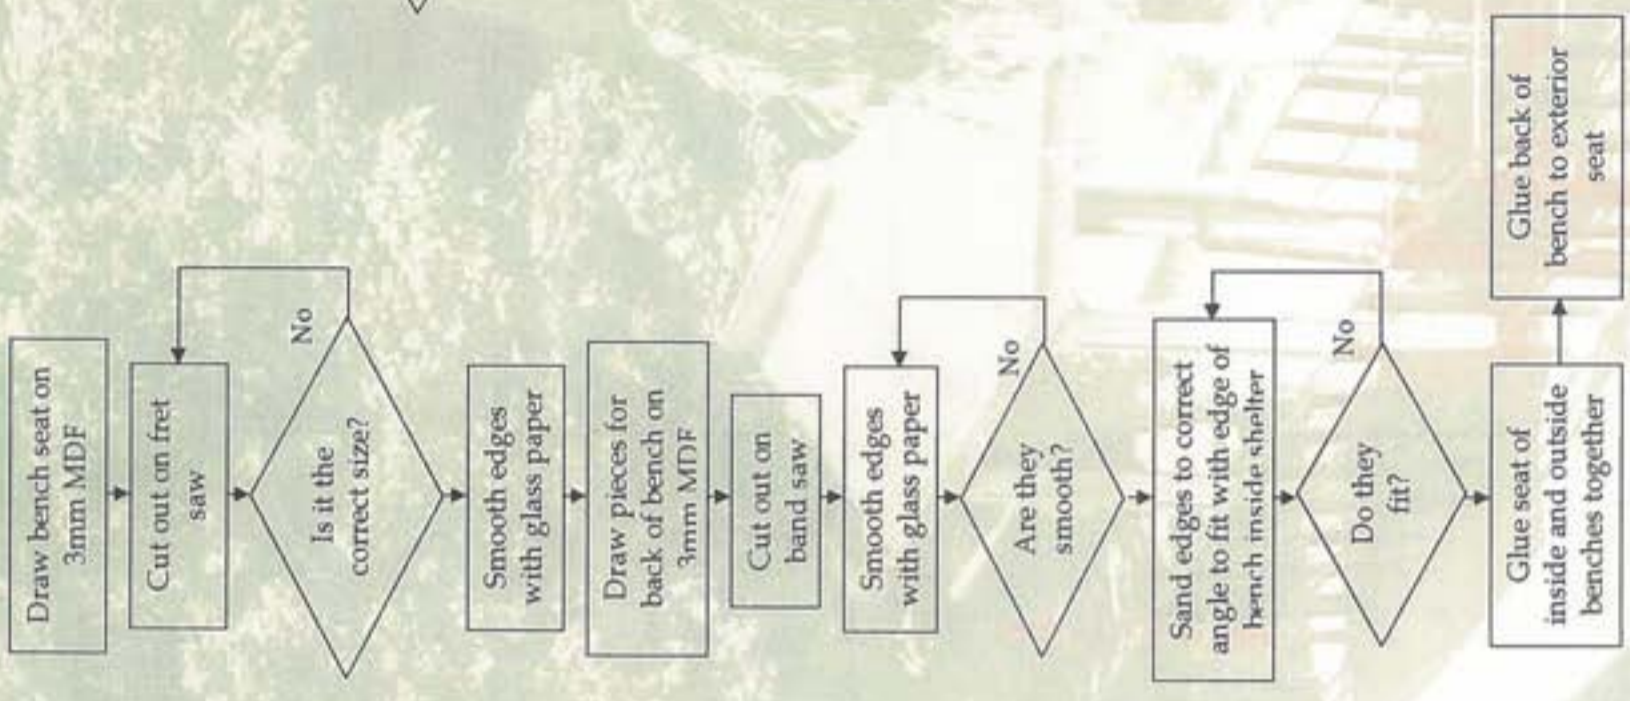 Draw bench seat on
3mm MDF
Cut out on fret
saw
No
Is it the
correct size?
Smooth edges
with glass paper
Draw pieces for
back of bench on
3mm MDF
Cut out on
band saw
Smooth edges
with glass paper
No
Are they
smooth?
Sand edges to correct
angle to fit with edge of
bench inside shelter
No
Do they
fit?
Glue seat of
inside and outside
benches together
Glue back of
bench to exterior
seat